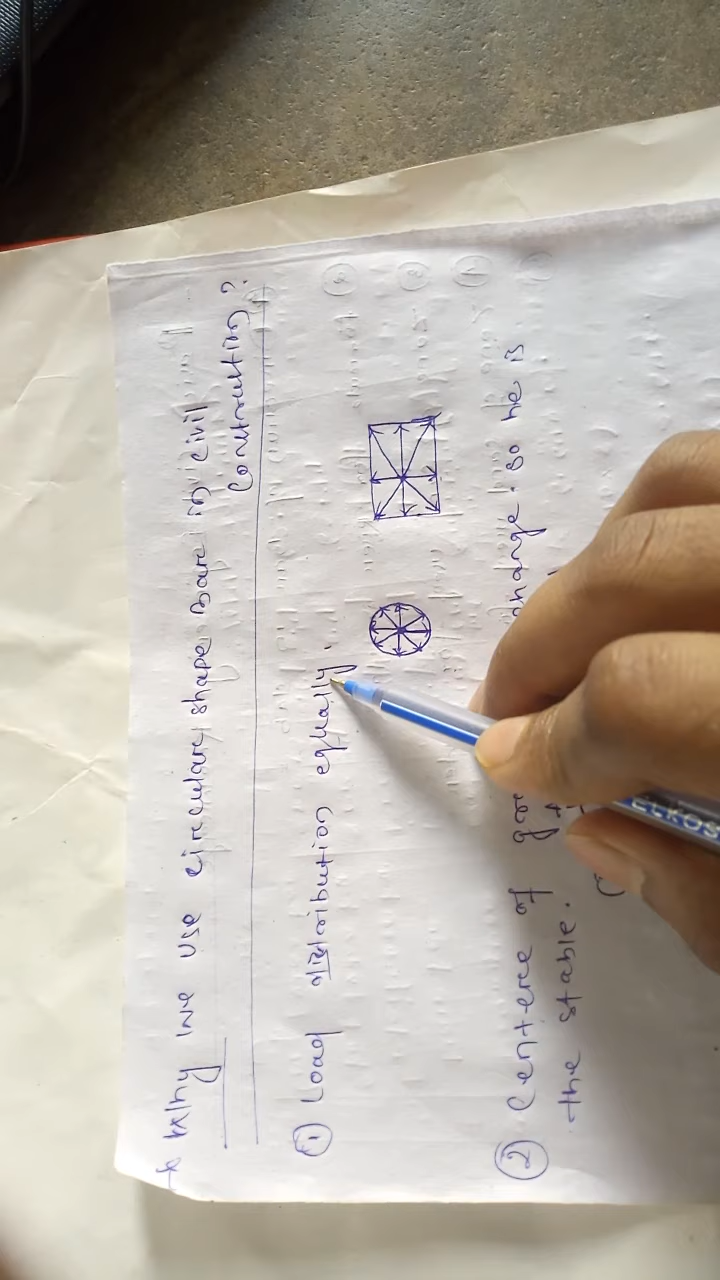 * Why we use circular shape Bar in civil
Construction?
① Load distribution equally.
② Centere of change. So he is
the stable.